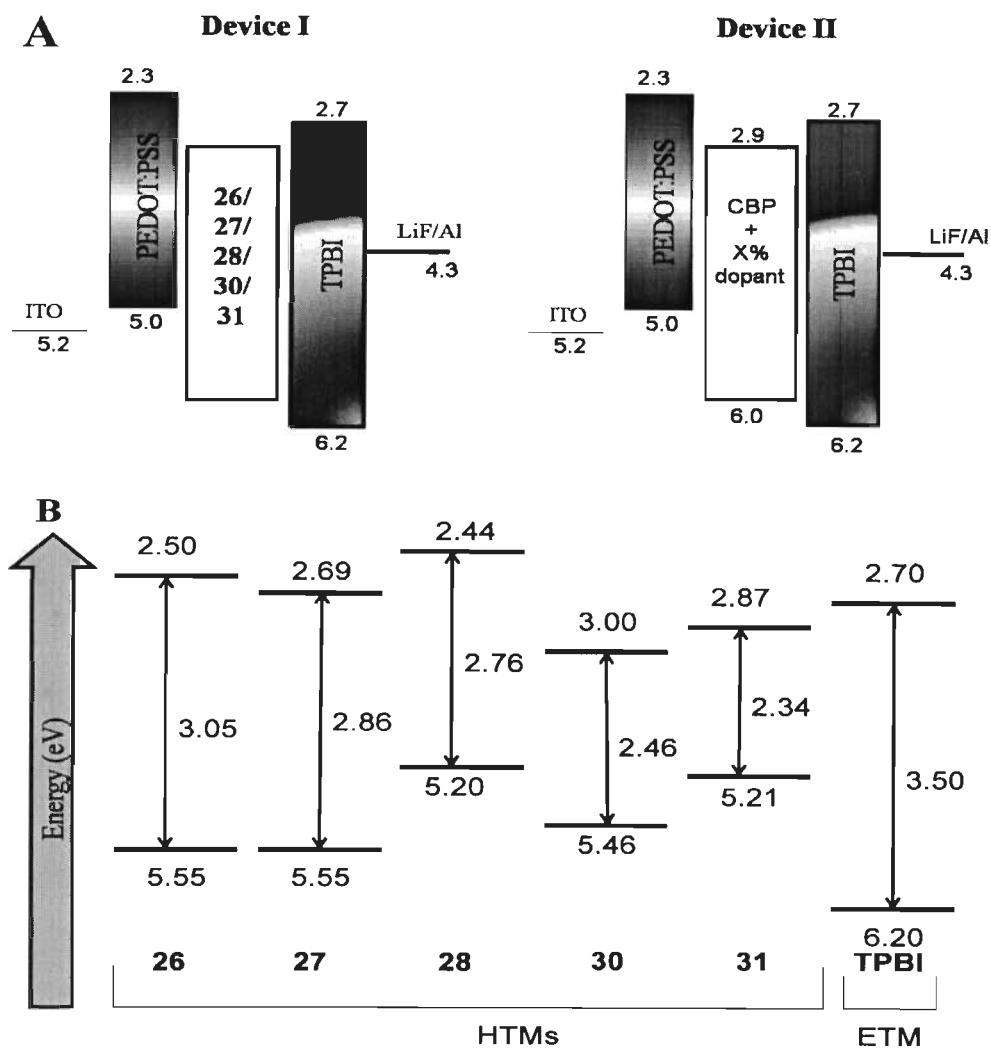 A
Device I
Device II
2.3
2.7
PEDOT:PSS
26/
27/
28/
30/
31
TPBI
LiF/Al
4.3
ITO
5.2
5.0
6.2
2.3
2.9
2.7
PEDOT:PSS
CBP
+
X%
dopant
TPBI
LiF/Al
4.3
ITO
5.2
5.0
6.0
6.2
B
Energy (eV)
2.50
2.69
2.44
3.00
2.87
2.70
3.05
2.86
2.76
2.46
2.34
3.50
5.55
5.55
5.20
5.46
5.21
6.20
26
27
28
30
31
TPBI
HTMs
ETM